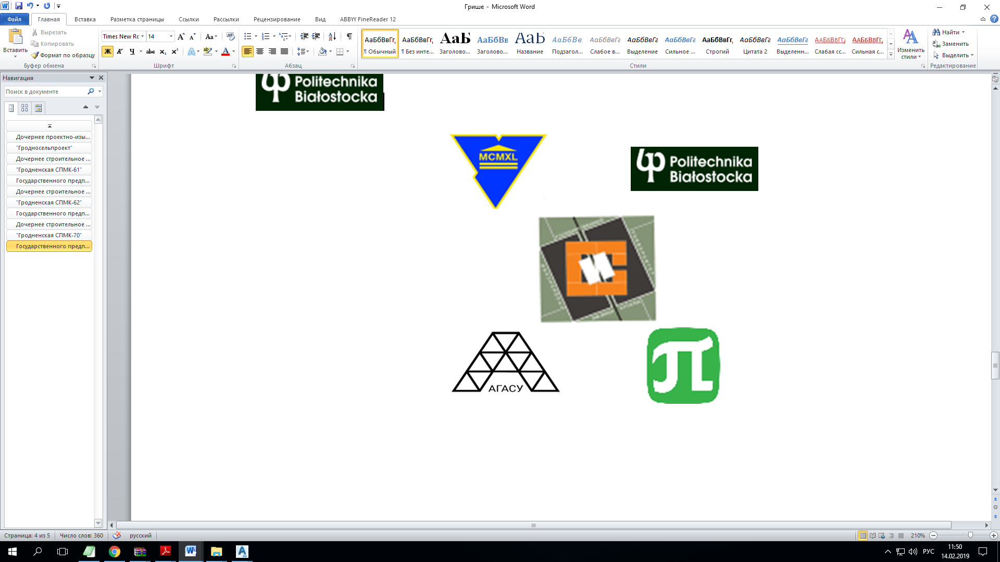 Грише - Microsoft Word
Файл Главная Вставка Разметка страницы Ссылки Рассылки Рецензирование Вид ABBYY FineReader 12
Вставить
Вырезать
Копировать
Формат по образцу
Буфер обмена
Times New Rc 14
Шрифт
Абзац
АаБбВвГг, АаБбВвГг, АаБ АаБбВв АаБ АаБбВв АаБбВвГг АаБбВвГг АаБбВвГг АаБбВвГг, АаБбВвГг АаБбВвГг ААББВВГГ, ААББВВГГ,
¶ Обычный ¶ Без инте... Заголово... Заголово... Название Подзагол... Слабое в... Выделение Сильное ... Строгий Цитата 2 Выделенн... Слабая сс... Сильная с...
Стили
Изменить стили
Найти
Заменить
Выделить
Редактирование
Навигация
Поиск в документе
Дочернее проектно-изы...
"Гродносельпроект"
Дочернее строительное ...
"Гродненская СПМК-61"
Государственного предп...
Дочернее строительное ...
"Гродненская СПМК-62"
Государственного предп...
Дочернее строительное ...
"Гродненская СПМК-70"
Государственного предп...
Politechnika
Białostocka
MCMXL
Politechnika
Białostocka
АГАСУ
π
Страница: 4 из 5 Число слов: 360 русский
210%
РУС
11:50
14.02.2019